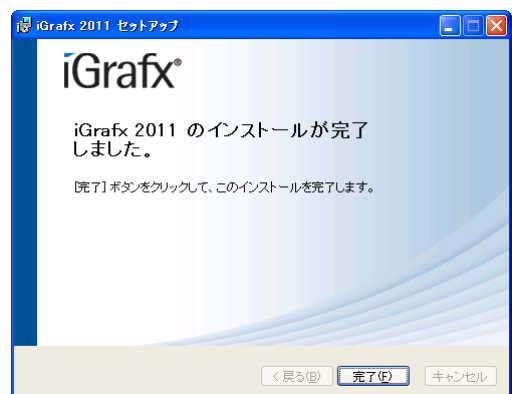 iGrafx 2011 セットアップ
iGrafx®
iGrafx 2011 のインストールが完了
しました。
[完了] ボタンをクリックして、このインストールを完了します。
< 戻る(B)
完了(F)
キャンセル